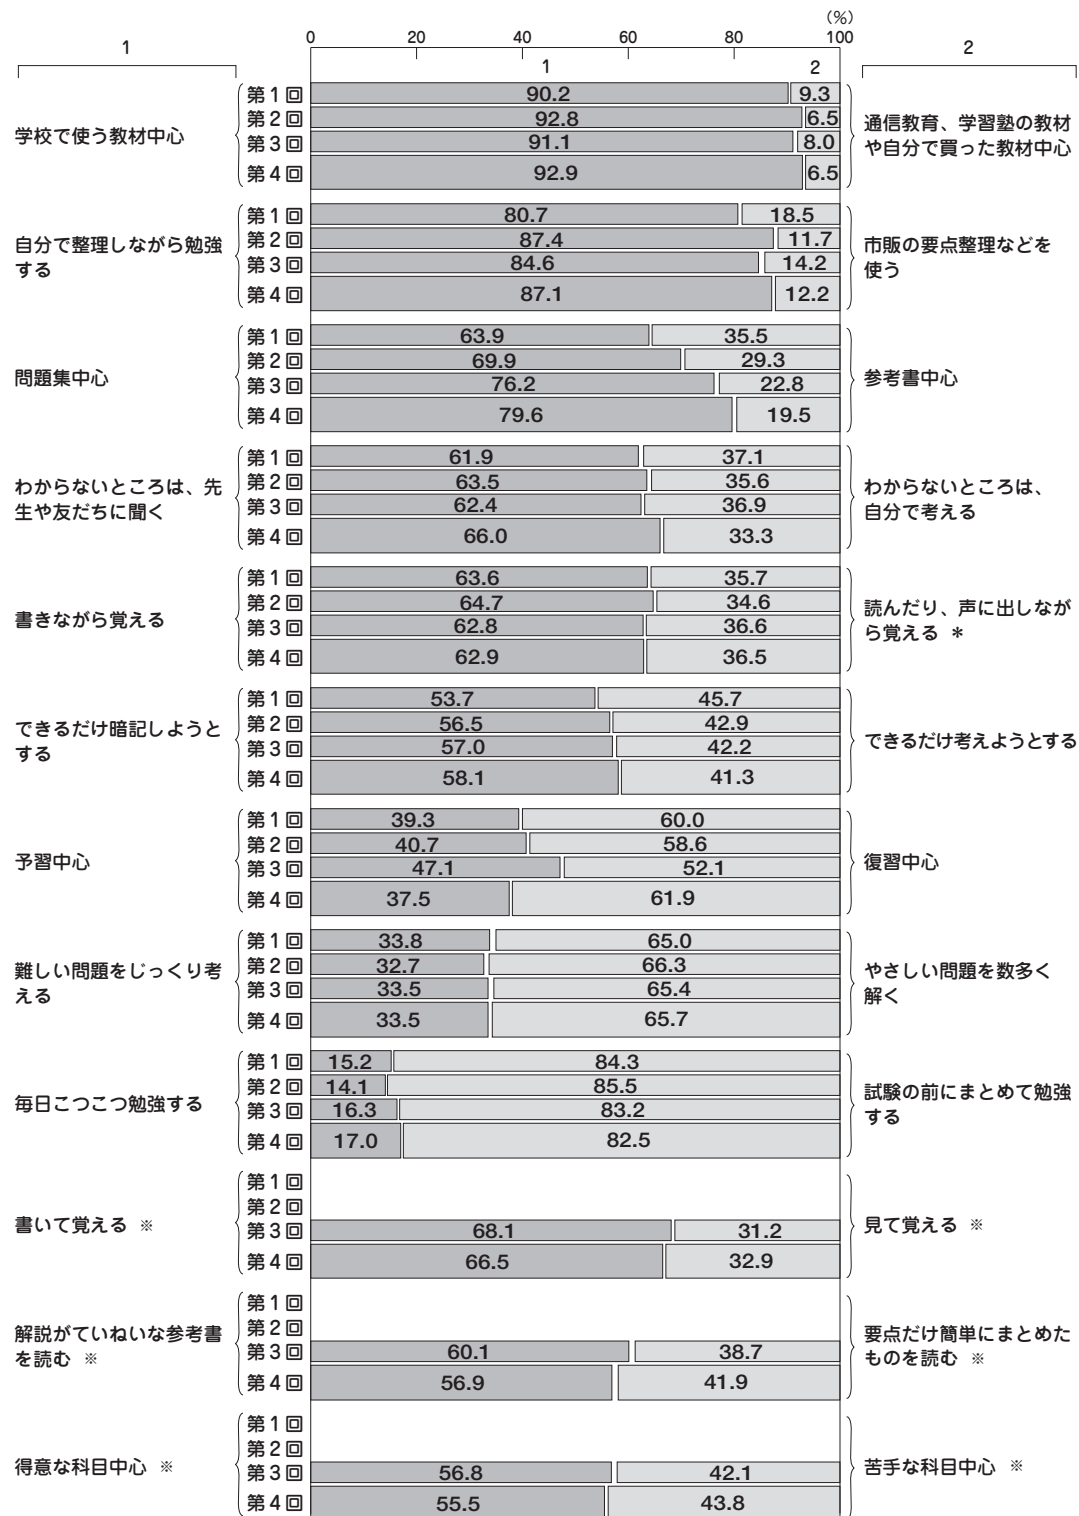 （%）
0 20 40 60 80 100
1 2
1 2
第1回 90.2 9.3
第2回 92.8 6.5
学校で使う教材中心
通信教育、学習塾の教材
や自分で買った教材中心
第3回 91.1 8.0
第4回 92.9 6.5
第1回 80.7 18.5
第2回 87.4 11.7
自分で整理しながら勉強
する
市販の要点整理などを
使う
第3回 84.6 14.2
第4回 87.1 12.2
第1回 63.9 35.5
第2回 69.9 29.3
問題集中心
参考書中心
第3回 76.2 22.8
第4回 79.6 19.5
第1回 61.9 37.1
第2回 63.5 35.6
わからないところは、先
生や友だちに聞く
わからないところは、
自分で考える
第3回 62.4 36.9
第4回 66.0 33.3
第1回 63.6 35.7
第2回 64.7 34.6
書きながら覚える
読んだり、声に出しなが
ら覚える ＊
第3回 62.8 36.6
第4回 62.9 36.5
第1回 53.7 45.7
第2回 56.5 42.9
できるだけ暗記しようと
する
できるだけ考えようとする
第3回 57.0 42.2
第4回 58.1 41.3
第1回 39.3 60.0
第2回 40.7 58.6
予習中心
復習中心
第3回 47.1 52.1
第4回 37.5 61.9
第1回 33.8 65.0
第2回 32.7 66.3
難しい問題をじっくり考
える
やさしい問題を数多く
解く
第3回 33.5 65.4
第4回 33.5 65.7
第1回 15.2 84.3
第2回 14.1 85.5
毎日こつこつ勉強する
試験の前にまとめて勉強
する
第3回 16.3 83.2
第4回 17.0 82.5
第1回
第2回
書いて覚える ※
見て覚える ※
第3回 68.1 31.2
第4回 66.5 32.9
第1回
第2回
解説がていねいな参考書
を読む ※
要点だけ簡単にまとめた
ものを読む ※
第3回 60.1 38.7
第4回 56.9 41.9
第1回
第2回
得意な科目中心 ※
苦手な科目中心 ※
第3回 56.8 42.1
第4回 55.5 43.8